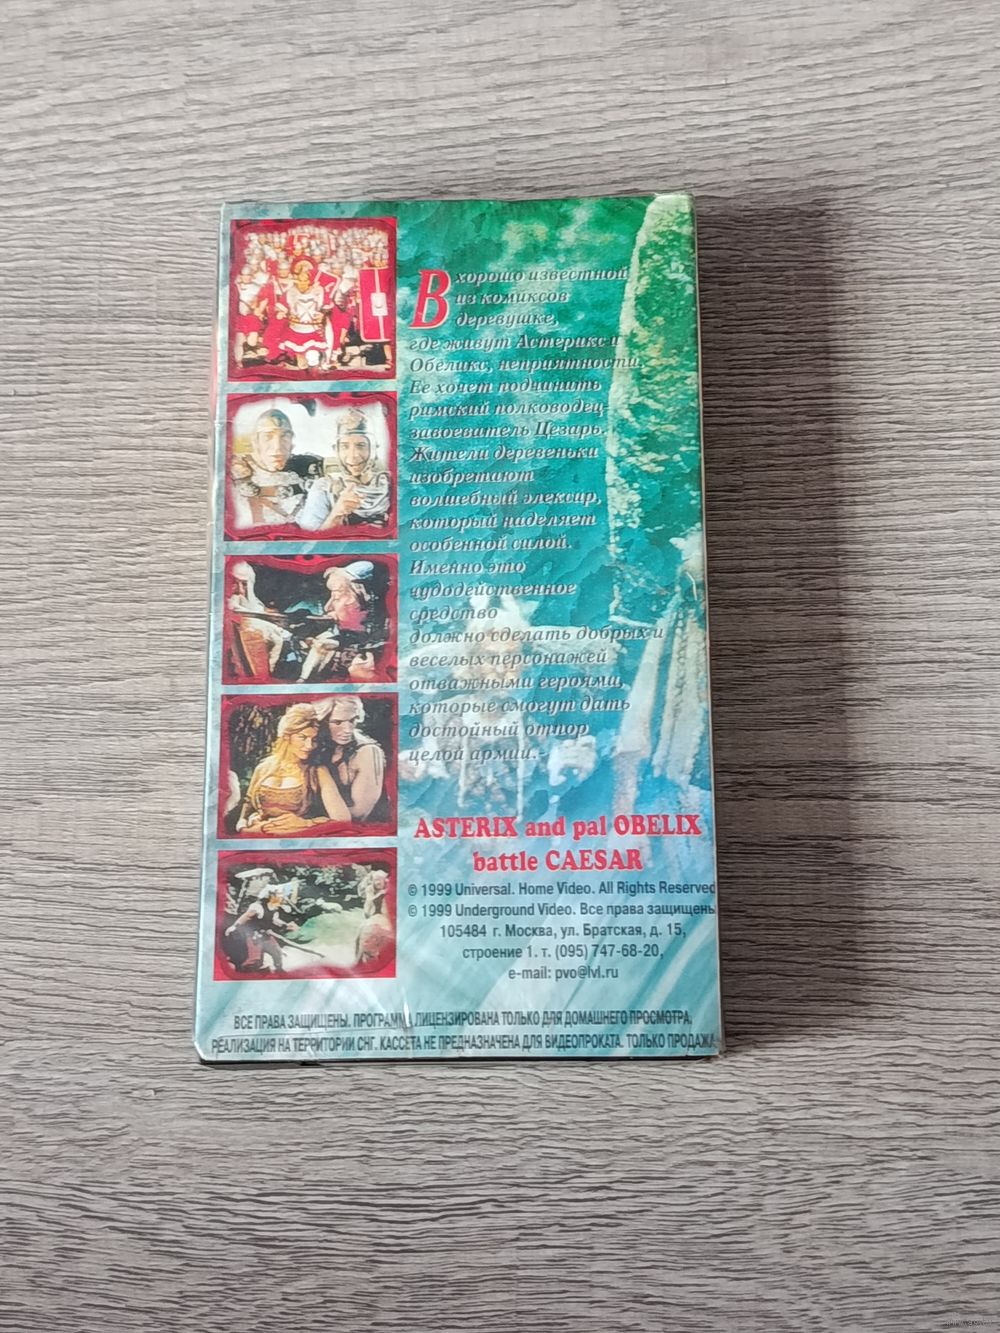 В хорошо известной
из комиксов
деревушке,
где живут Астерикс и
Обеликс, неприятности.
Ее хочет подчинить
римский полководец-
завоеватель Цезарь.
Жители деревеньки
изобретают
волшебный элексир,
который наделяет
особенной силой.
Именно это
чудодейственное
средство
должно сделать добрых и
веселых персонажей
отважными героями,
которые смогут дать
достойный отпор
целой армии.-
ASTERIX and pal OBELIX
battle CAESAR
© 1999 Universal. Home Video. All Rights Reserved
© 1999 Underground Video. Все права защищены
105484 г. Москва, ул. Братская, д. 15,
строение 1. т. (095) 747-68-20,
e-mail: pvo@lvl.ru
ВСЕ ПРАВА ЗАЩИЩЕНЫ. ПРОГРАММА ЛИЦЕНЗИРОВАНА ТОЛЬКО ДЛЯ ДОМАШНЕГО ПРОСМОТРА.
РЕАЛИЗАЦИЯ НА ТЕРРИТОРИИ СНГ. КАССЕТА НЕ ПРЕДНАЗНАЧЕНА ДЛЯ ВИДЕОПРОКАТА. ТОЛЬКО ПРОДАЖА